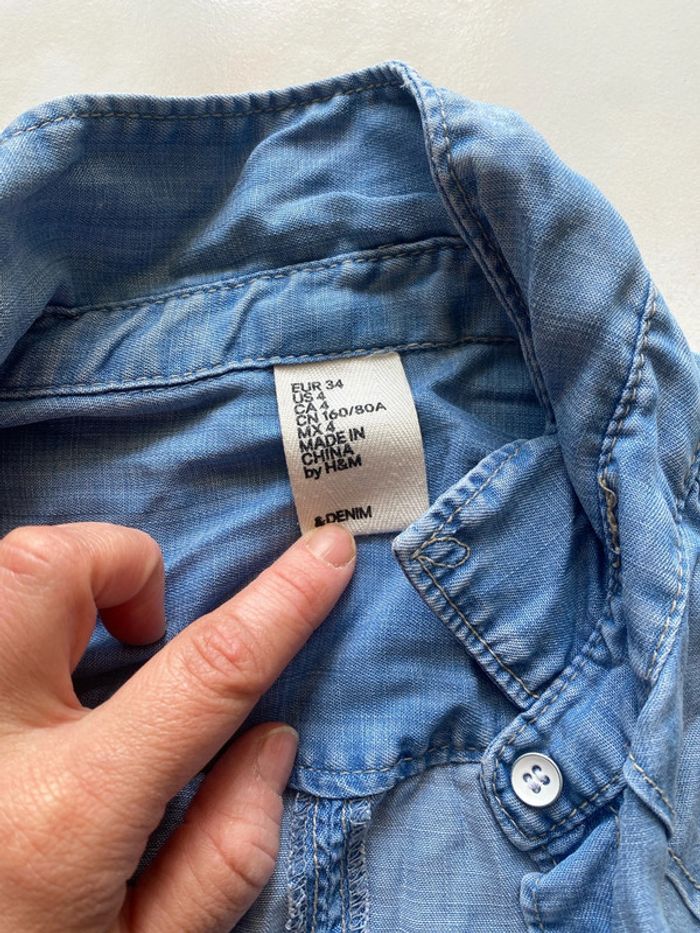 EUR 34
US 4
CA 4
CN 160/80A
MX 4
MADE IN
CHINA
by H&M
&DENIM